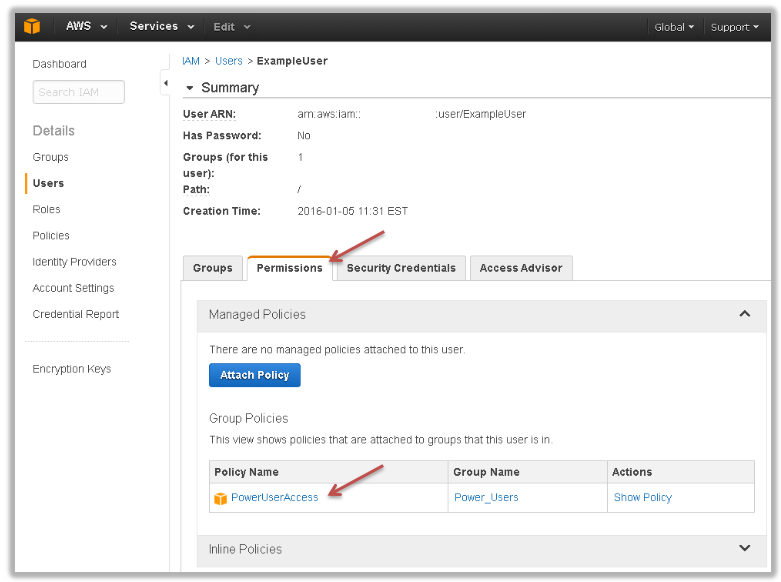 AWS Services Edit Global Support
Dashboard
Search IAM
Details
Groups
Users
Roles
Policies
Identity Providers
Account Settings
Credential Report
Encryption Keys
IAM > Users > ExampleUser
Summary
User ARN: arn:aws:iam:: :user/ExampleUser
Has Password: No
Groups (for this user): 1
Path: /
Creation Time: 2016-01-05 11:31 EST
Groups Permissions Security Credentials Access Advisor
Managed Policies
There are no managed policies attached to this user.
Attach Policy
Group Policies
This view shows policies that are attached to groups that this user is in.
Policy Name Group Name Actions
PowerUserAccess Power_Users Show Policy
Inline Policies